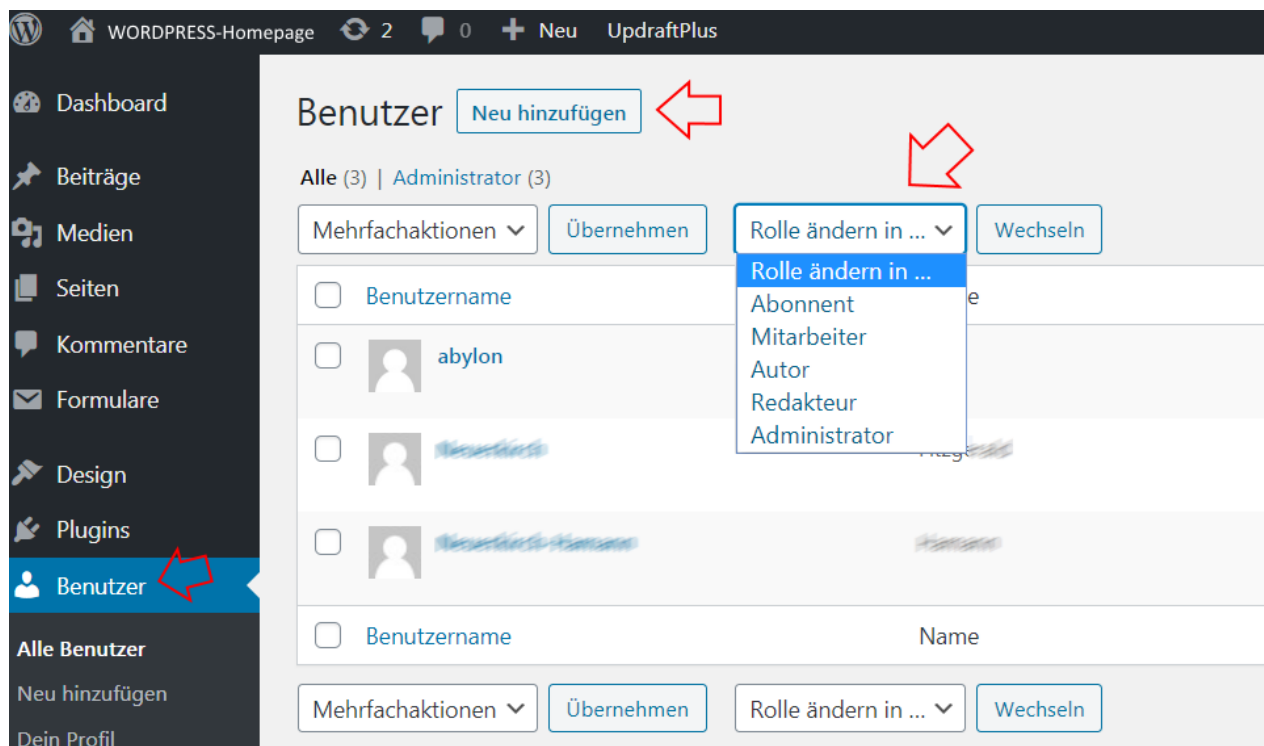 WORDPRESS-Homepage 2 0 Neu UpdraftPlus
Dashboard
Beiträge
Medien
Seiten
Kommentare
Formulare
Design
Plugins
Benutzer
Alle Benutzer
Neu hinzufügen
Dein Profil
Benutzer Neu hinzufügen
Alle (3) | Administrator (3)
Mehrfachaktionen Übernehmen Rolle ändern in ... Wechseln
Rolle ändern in ...
Abonnent
Mitarbeiter
Autor
Redakteur
Administrator
Benutzername
abylon
Benutzername Name
Mehrfachaktionen Übernehmen Rolle ändern in ... Wechseln